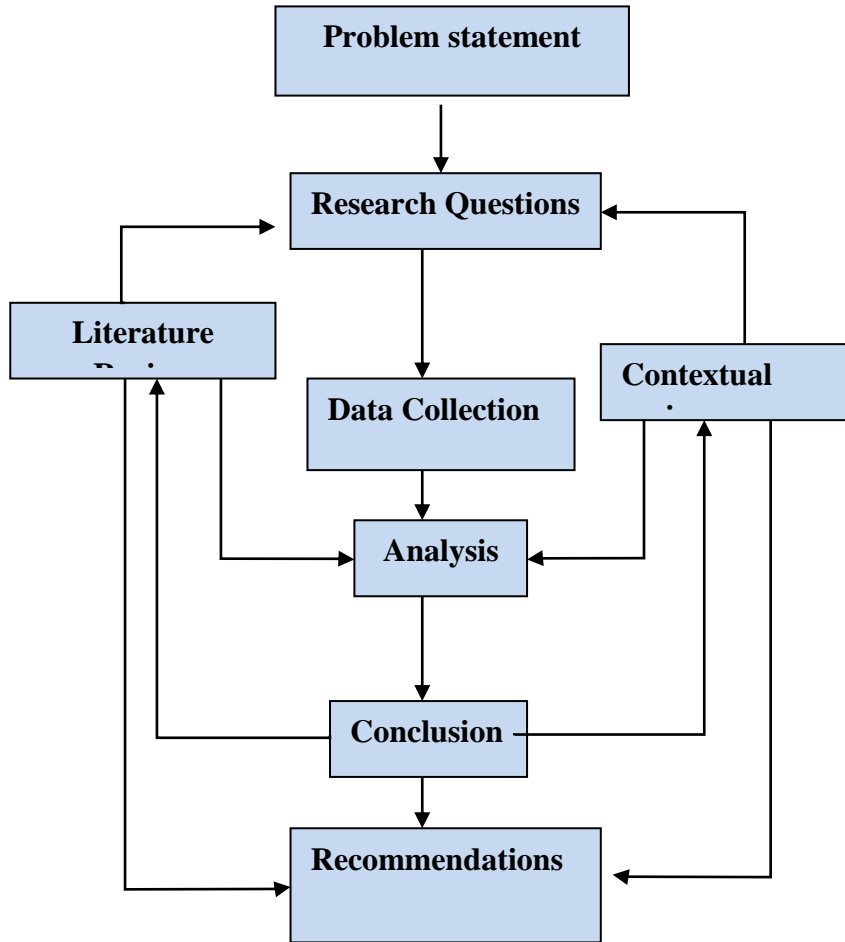 Problem statement
Research Questions
Literature
Contextual
Data Collection
Analysis
Conclusion
Recommendations